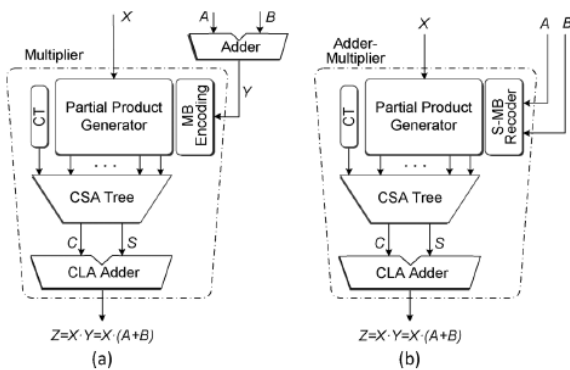 X
A
B
Adder
Multiplier
Y
CT
Partial Product
Generator
MB
Encoding
. . .
CSA Tree
C
S
CLA Adder
Z=X·Y=X·(A+B)
(a)
X
A
B
Adder-
Multiplier
CT
Partial Product
Generator
S-MB
Recoder
. . .
CSA Tree
C
S
CLA Adder
Z=X·Y=X·(A+B)
(b)